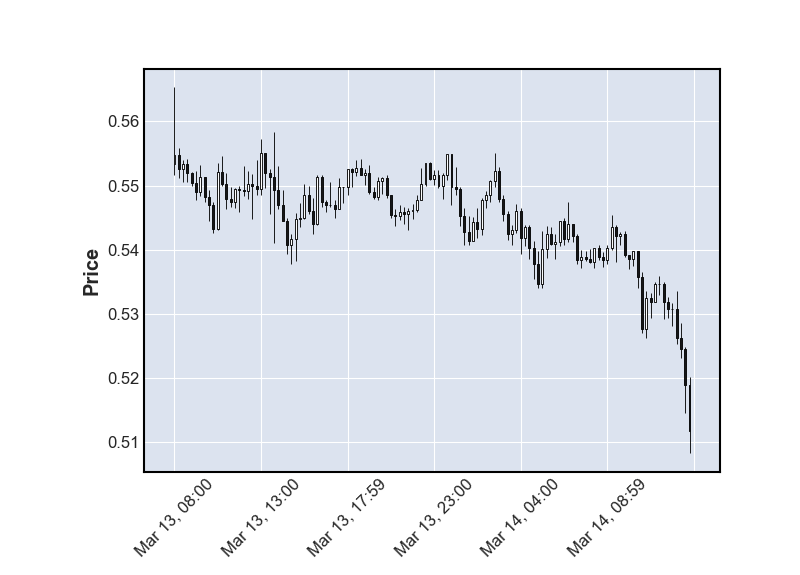 0.56
0.55
0.54
0.53
0.52
0.51
Price
Mar 13, 08:00
Mar 13, 13:00
Mar 13, 17:59
Mar 13, 23:00
Mar 14, 04:00
Mar 14, 08:59